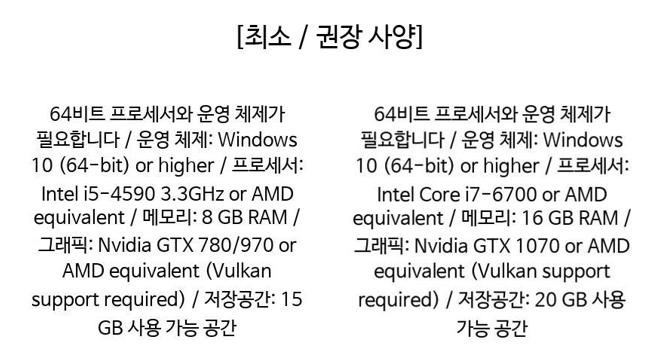 [최소 / 권장 사양]
64비트 프로세서와 운영 체제가
필요합니다 / 운영 체제: Windows
10 (64-bit) or higher / 프로세서:
Intel i5-4590 3.3GHz or AMD
equivalent / 메모리: 8 GB RAM /
그래픽: Nvidia GTX 780/970 or
AMD equivalent (Vulkan
support required) / 저장공간: 15
GB 사용 가능 공간
64비트 프로세서와 운영 체제가
필요합니다 / 운영 체제: Windows
10 (64-bit) or higher / 프로세서:
Intel Core i7-6700 or AMD
equivalent / 메모리: 16 GB RAM /
그래픽: Nvidia GTX 1070 or AMD
equivalent (Vulkan support
required) / 저장공간: 20 GB 사용
가능 공간